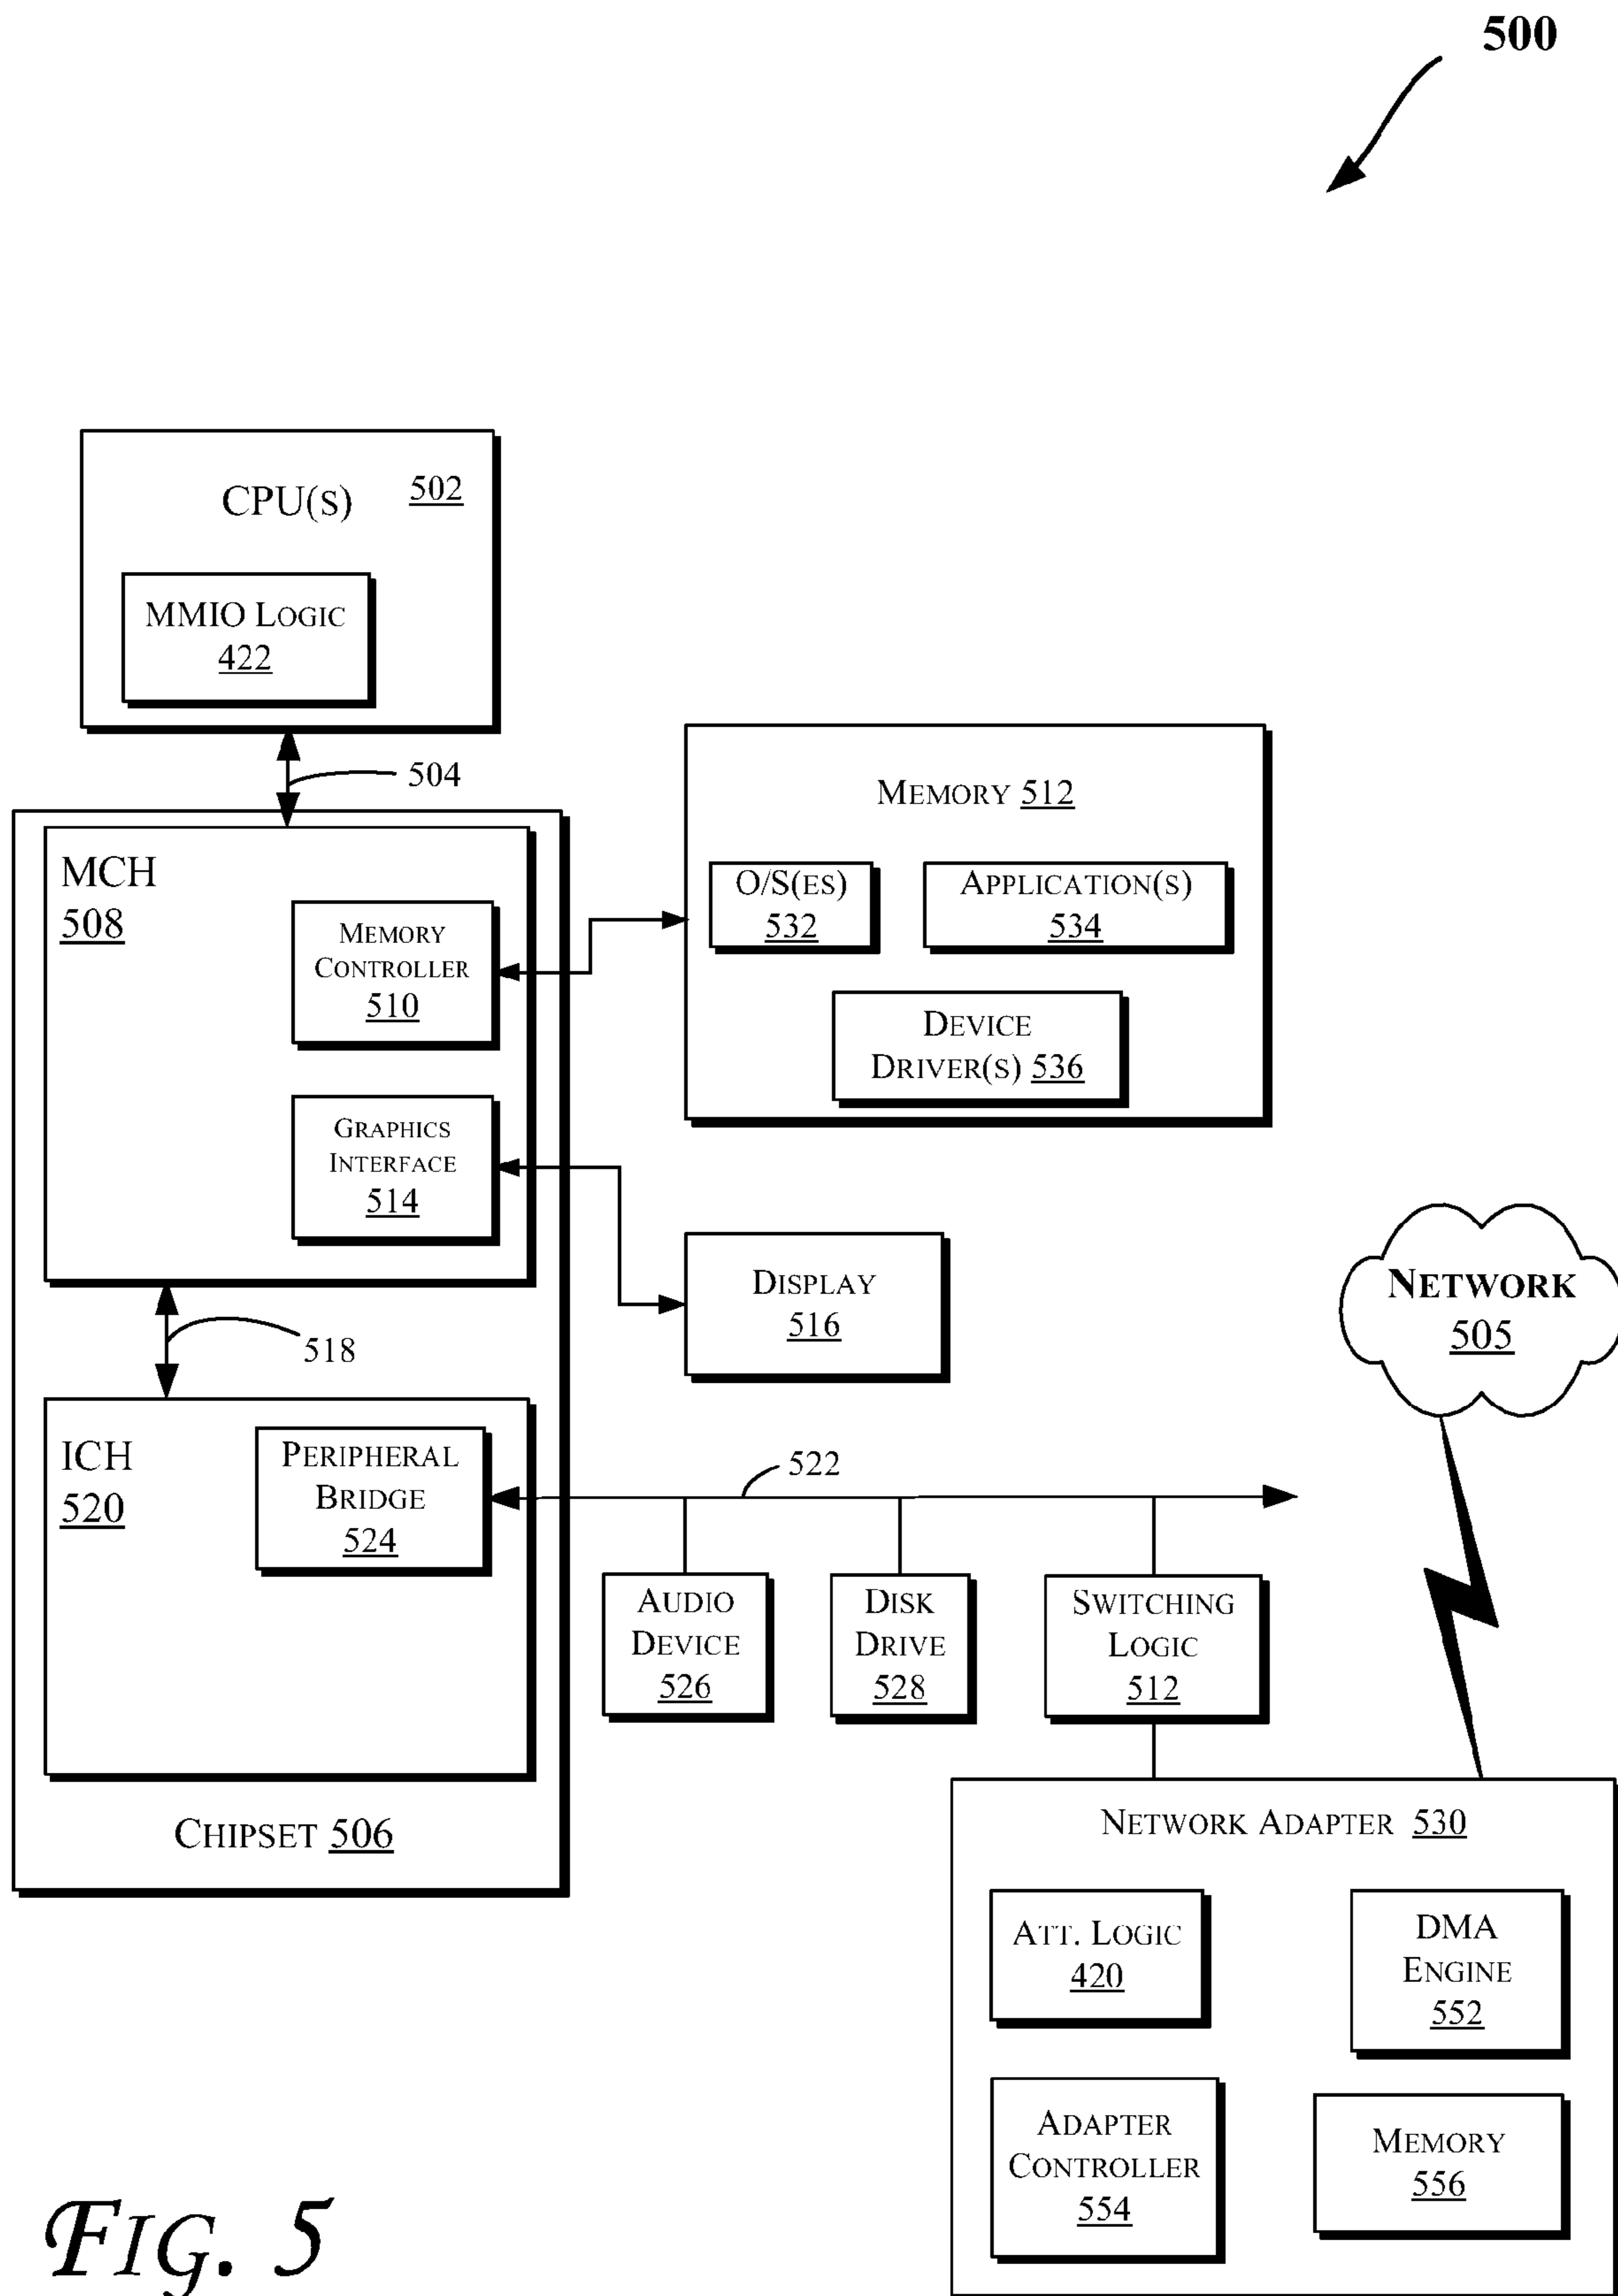 500
CPU(S)
502
MMIO LOGIC
422
504
MCH
508
MEMORY
CONTROLLER
510
GRAPHICS
INTERFACE
514
MEMORY 512
O/S(ES)
532
APPLICATION(S)
534
DEVICE
DRIVER(S) 536
DISPLAY
516
518
NETWORK
505
ICH
520
PERIPHERAL
BRIDGE
524
522
AUDIO
DEVICE
526
DISK
DRIVE
528
SWITCHING
LOGIC
512
CHIPSET 506
NETWORK ADAPTER 530
ATT. LOGIC
420
DMA
ENGINE
552
ADAPTER
CONTROLLER
554
MEMORY
556
FIG. 5